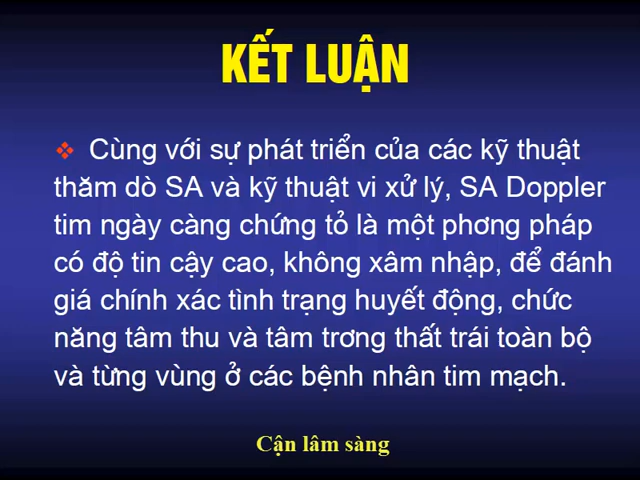 KẾT LUẬN
❖ Cùng với sự phát triển của các kỹ thuật
thăm dò SA và kỹ thuật vi xử lý, SA Doppler
tim ngày càng chứng tỏ là một phơng pháp
có độ tin cậy cao, không xâm nhập, để đánh
giá chính xác tình trạng huyết động, chức
năng tâm thu và tâm trơng thất trái toàn bộ
và từng vùng ở các bệnh nhân tim mạch.
Cận lâm sàng